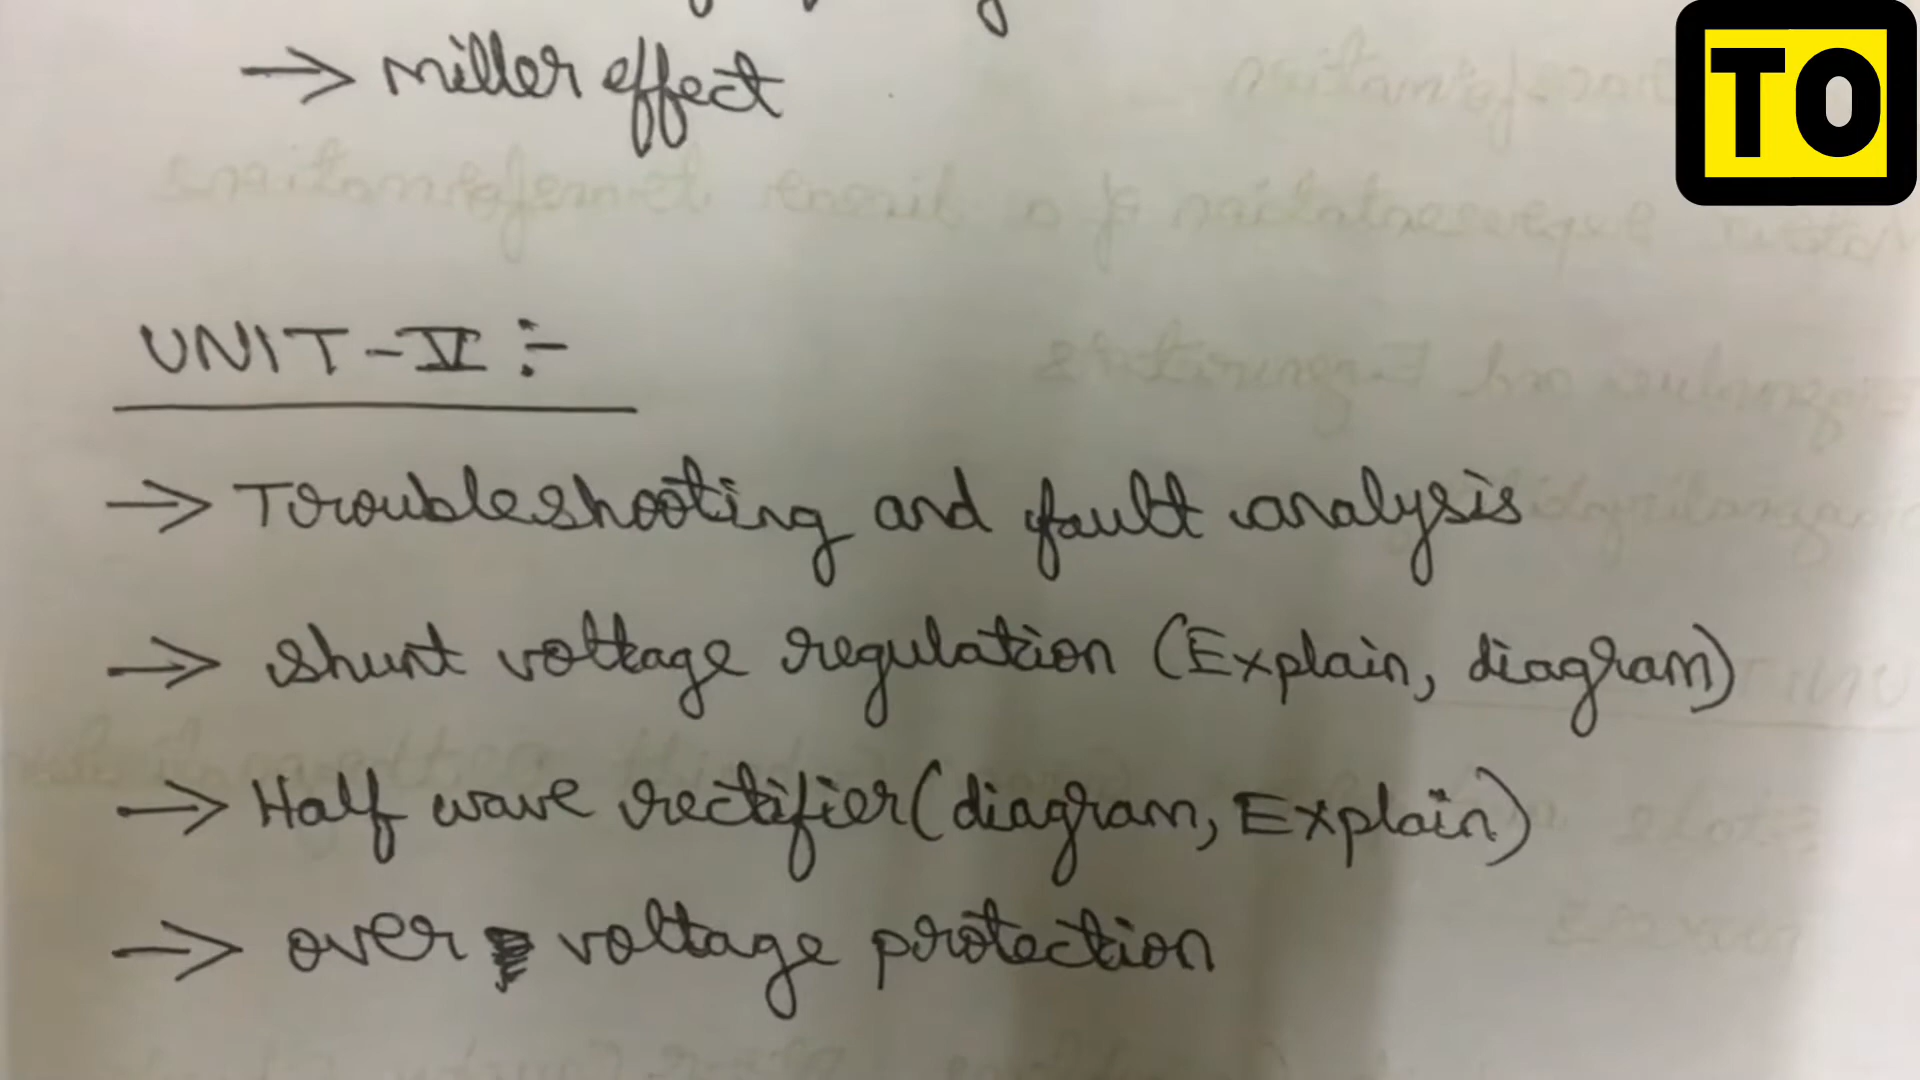 → Miller effect
TO
UNIT-V :-
→ Troubleshooting and fault analysis
→ Shunt voltage regulation (Explain, diagram)
→ Half wave rectifier (diagram, Explain)
→ over voltage protection